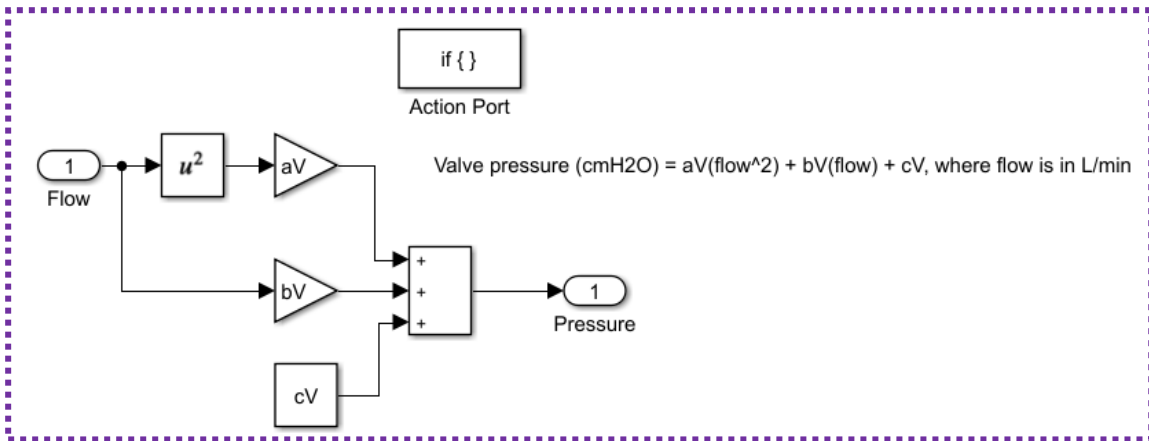 if { }
Action Port
1
Flow
u²
aV
Valve pressure (cmH2O) = aV(flow^2) + bV(flow) + cV, where flow is in L/min
bV
+
+
+
1
Pressure
cV